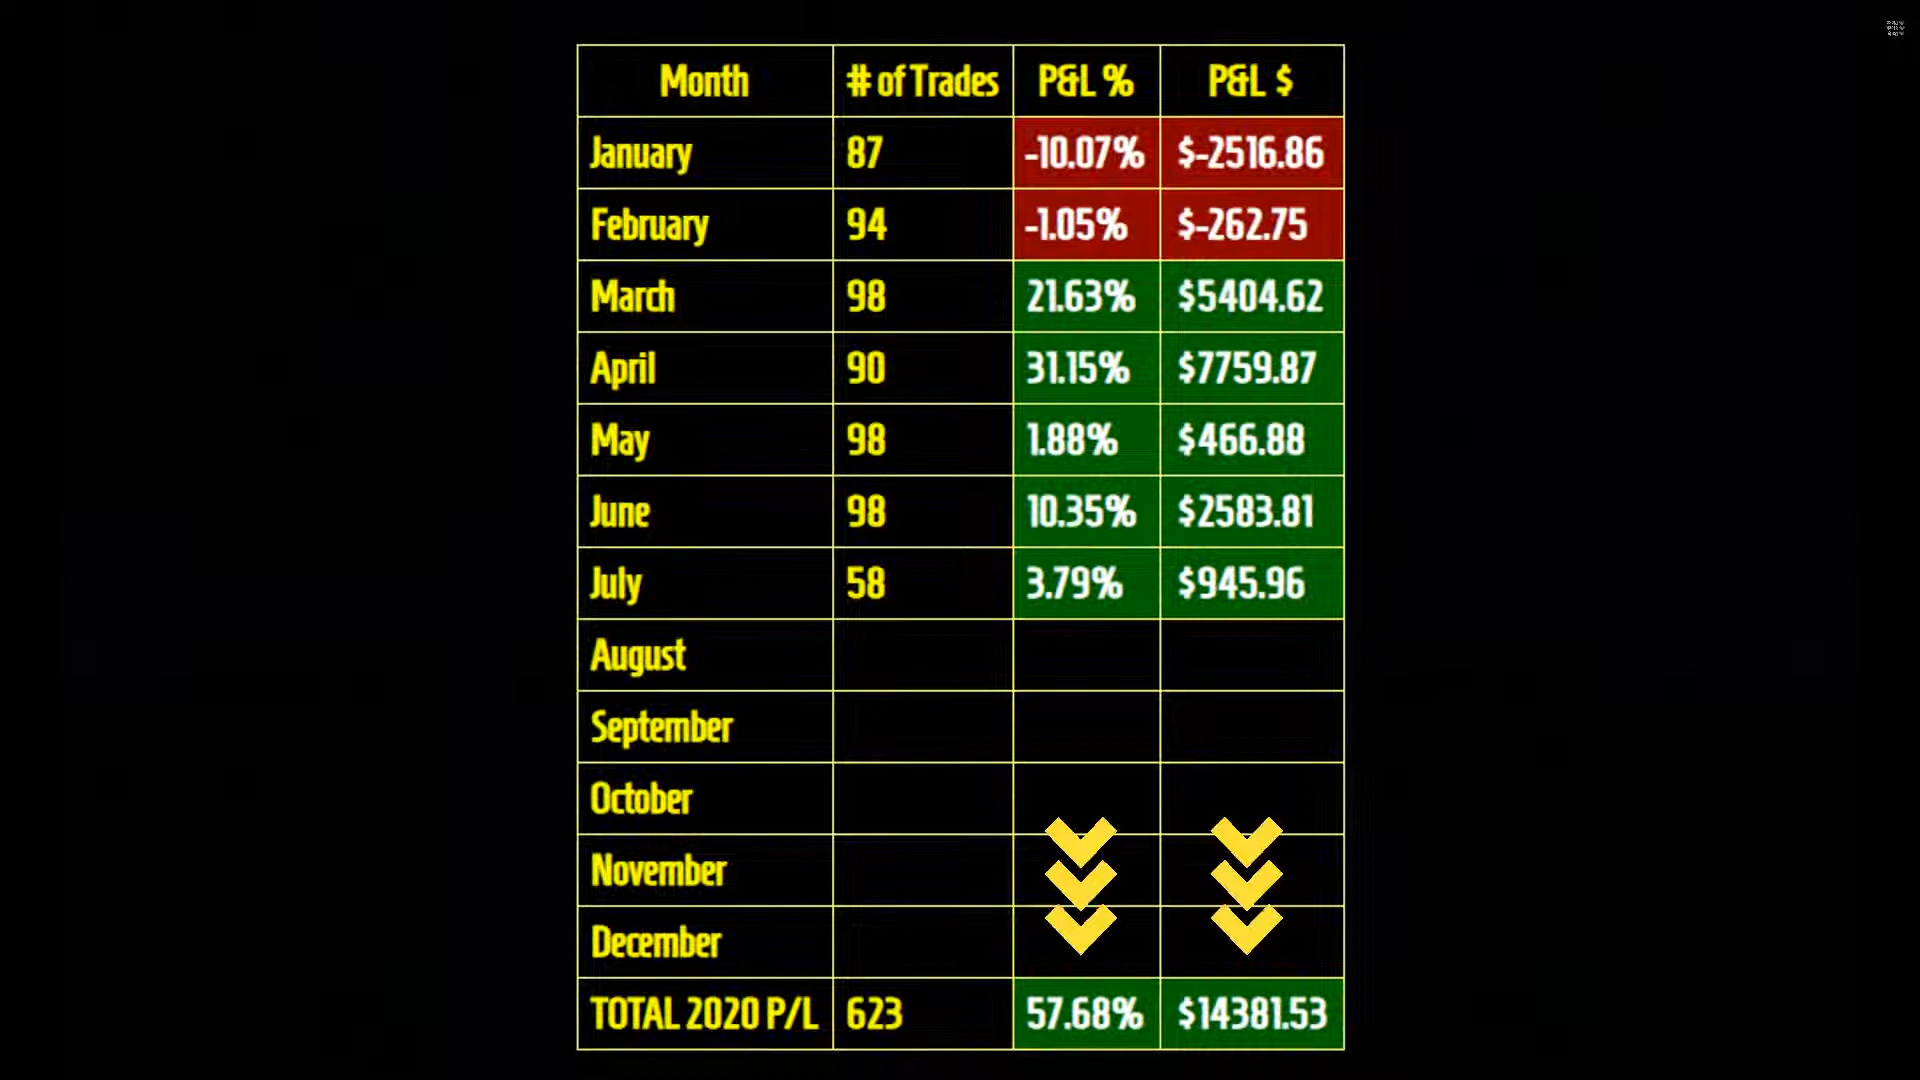 Month # of Trades P&L % P&L $
January 87 -10.07% $-2516.86
February 94 -1.05% $-262.75
March 98 21.63% $5404.62
April 90 31.15% $7759.87
May 98 1.88% $466.88
June 98 10.35% $2583.81
July 58 3.79% $945.96
August
September
October
November
December
TOTAL 2020 P/L 623 57.68% $14381.53